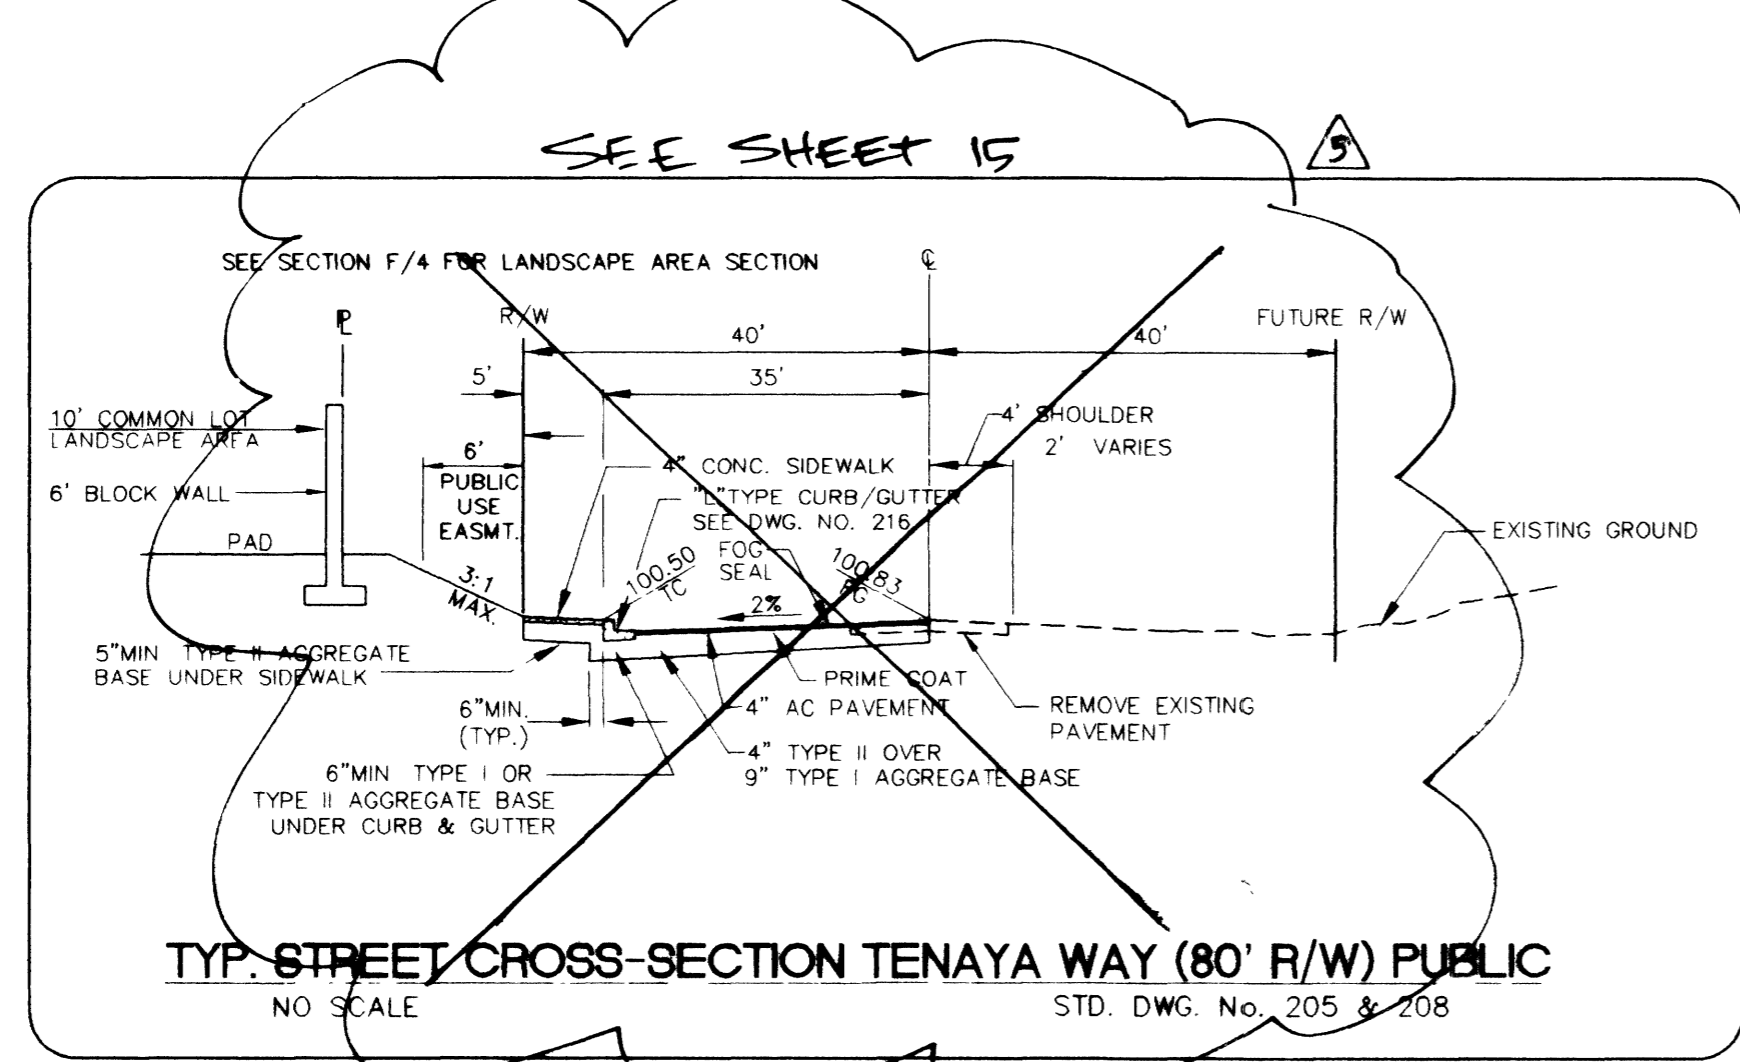 SEE SHEET 15
5
SEE SECTION F/4 FOR LANDSCAPE AREA SECTION
CL
PL
R/W
FUTURE R/W
40'
40'
5'
35'
10' COMMON LOT
LANDSCAPE AREA
4' SHOULDER
2' VARIES
6'
PUBLIC
USE
EASMT.
4" CONC. SIDEWALK
6' BLOCK WALL
"L"TYPE CURB/GUTTER
SEE DWG. NO. 216
EXISTING GROUND
PAD
FOG
SEAL
3:1
MAX.
100.50
TC
100.83
FG
2%
5"MIN TYPE II AGGREGATE
BASE UNDER SIDEWALK
PRIME COAT
6"MIN.
(TYP.)
4" AC PAVEMENT
REMOVE EXISTING
PAVEMENT
4" TYPE II OVER
9" TYPE I AGGREGATE BASE
6"MIN TYPE I OR
TYPE II AGGREGATE BASE
UNDER CURB & GUTTER
TYP. STREET CROSS-SECTION TENAYA WAY (80' R/W) PUBLIC
NO SCALE
STD. DWG. No. 205 & 208